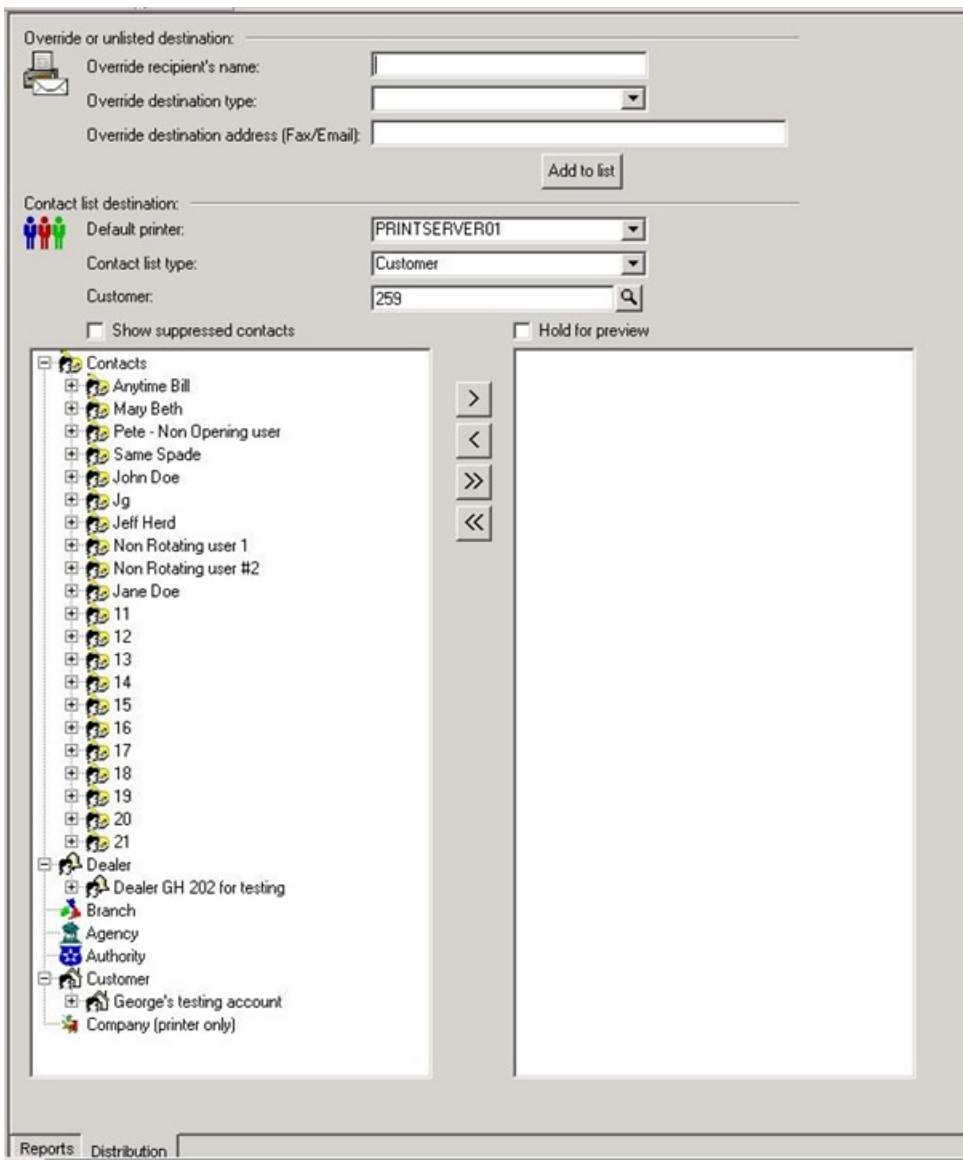 Override or unlisted destination:
Override recipient's name:
Override destination type:
Override destination address (Fax/Email):
Add to list
Contact list destination:
Default printer: PRINTSERVER01
Contact list type: Customer
Customer: 259
Show suppressed contacts
Hold for preview
Contacts
Anytime Bill
Mary Beth
Pete - Non Opening user
Same Spade
John Doe
Jg
Jeff Herd
Non Rotating user 1
Non Rotating user #2
Jane Doe
11
12
13
14
15
16
17
18
19
20
21
Dealer
Dealer GH 202 for testing
Branch
Agency
Authority
Customer
George's testing account
Company (printer only)
>
<
>>
<<
Reports Distribution